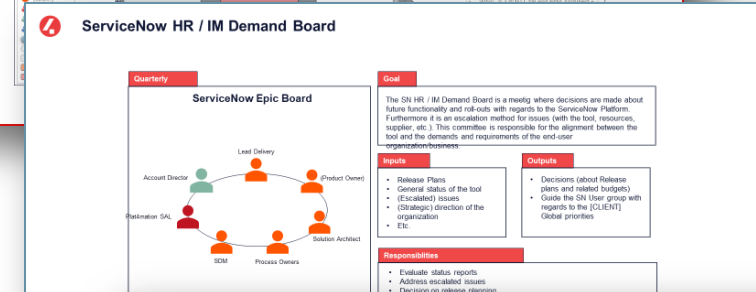 ServiceNow HR / IM Demand Board
Quarterly
ServiceNow Epic Board
Lead Delivery
Account Director
(Product Owner)
Platámation SAL
Solution Architect
SDM
Process Owners
Goal
The SN HR / IM Demand Board is a meetig where decisions are made about
future functionality and roll-outs with regards to the ServiceNow Platform.
Furthermore it is an escalation method for issues (with the tool, resources,
supplier, etc.). This committee is responsible for the alignment between the
tool and the demands and requirements of the end-user
organization/business.
Inputs
• Release Plans
• General status of the tool
• (Escalated) issues
• (Strategic) direction of the
organization
• Etc.
Outputs
• Decisions (about Release
plans and related budgets)
• Guide the SN User group with
regards to the [CLIENT]
Global priorities
Responsiblities
• Evaluate status reports
• Address escalated issues
• Decision on release planning